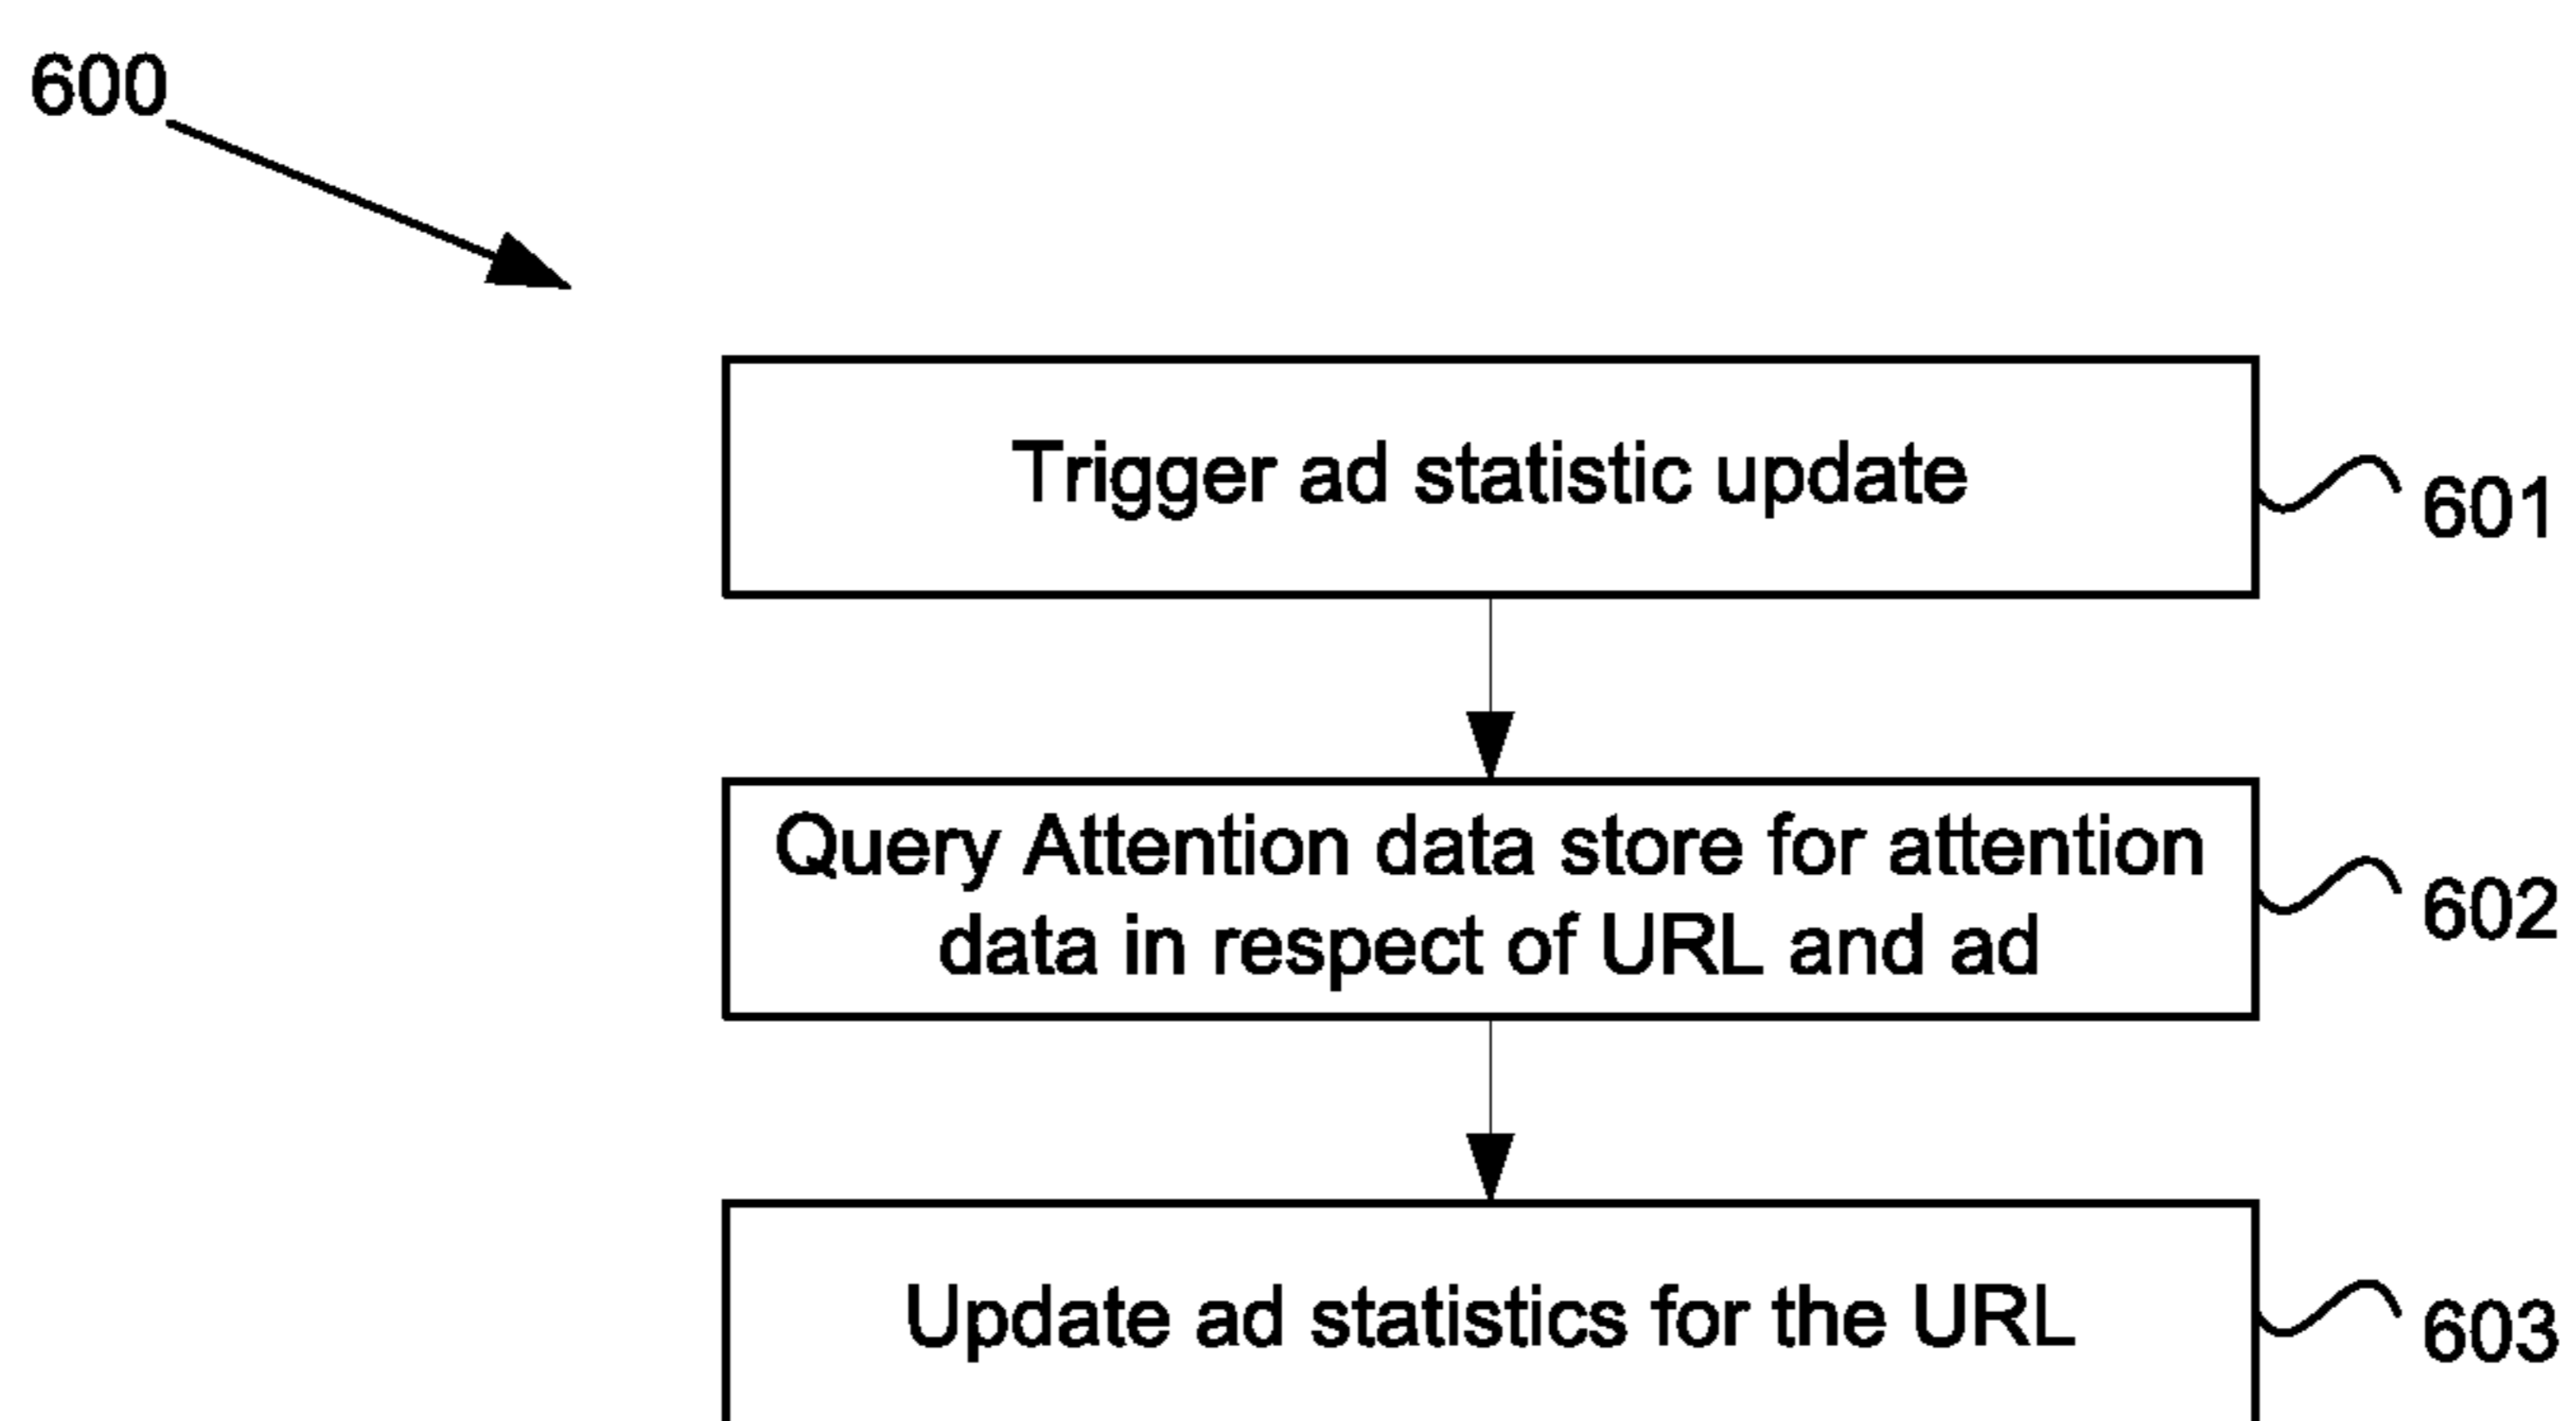 600
Trigger ad statistic update
601
Query Attention data store for attention
data in respect of URL and ad
602
Update ad statistics for the URL
603